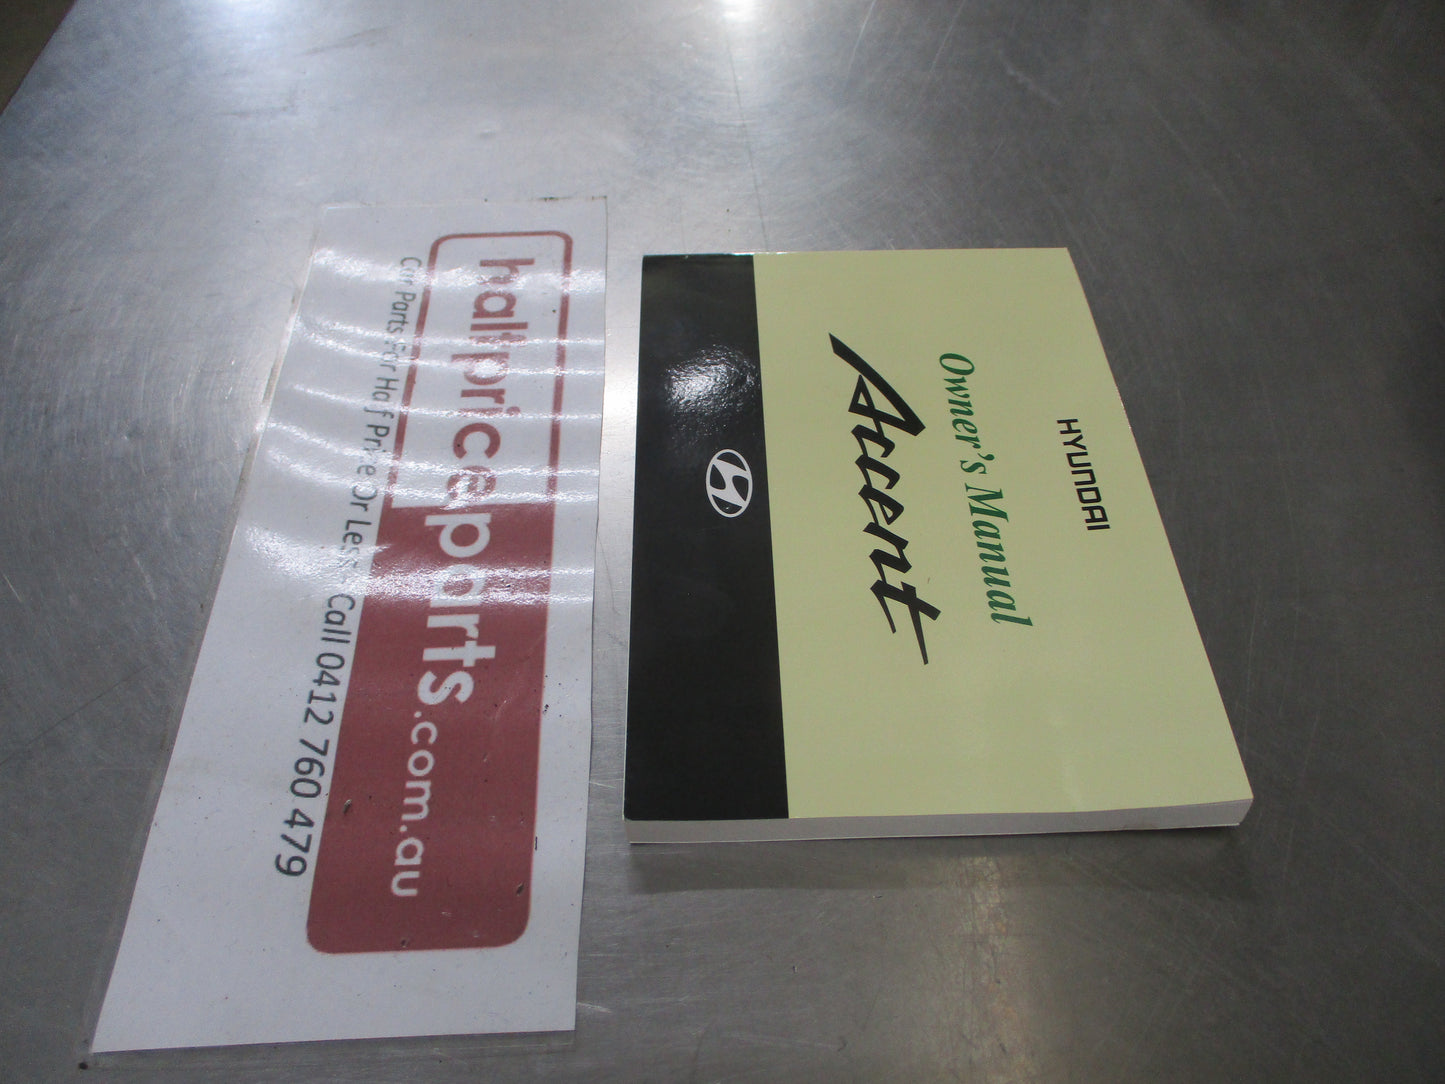 halfpriceparts.com.au
Car Parts For Half Price Or Less - Call 0412 760 479
HYUNDAI
Owner's Manual
Accent